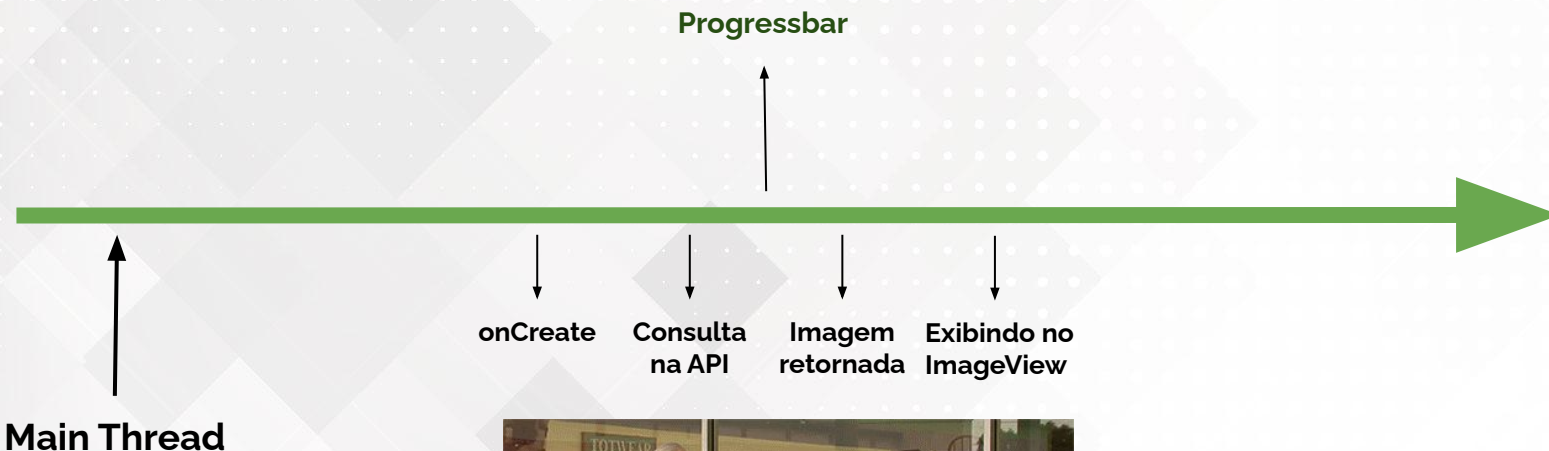 Progressbar
onCreate
Consulta
na API
Imagem
retornada
Exibindo no
ImageView
Main Thread